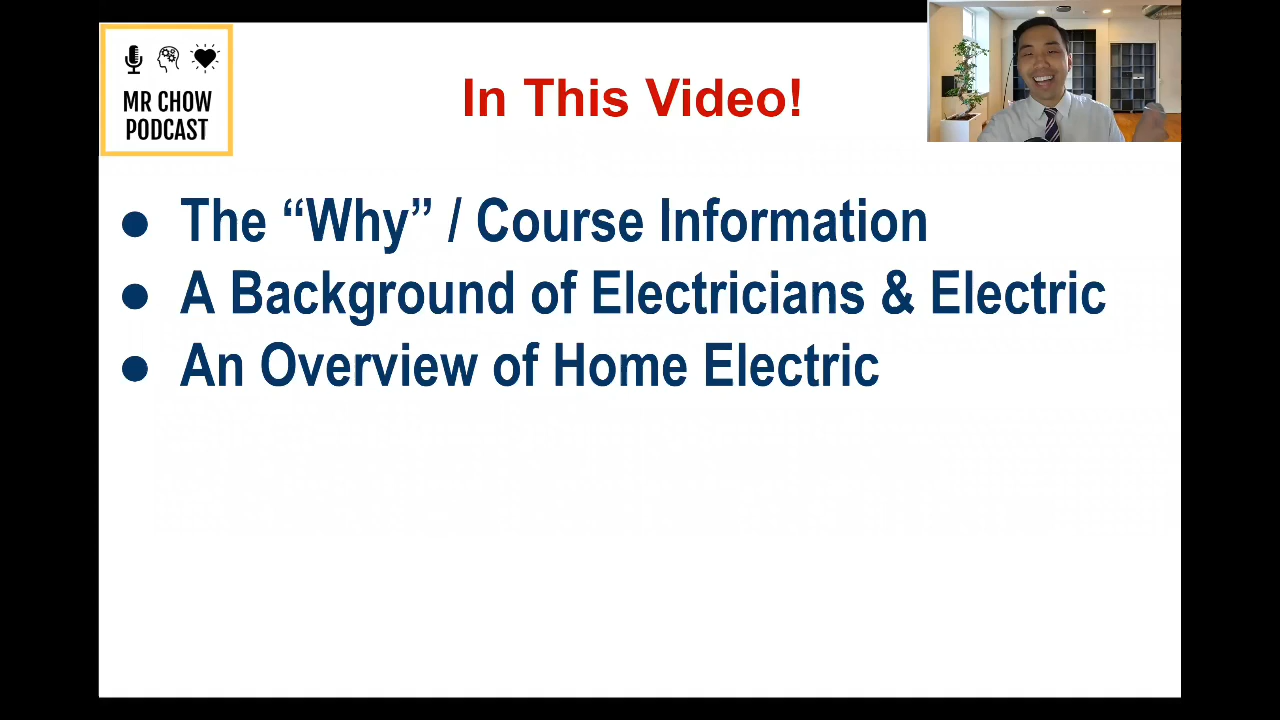 MR CHOW
PODCAST
In This Video!
● The “Why” / Course Information
● A Background of Electricians & Electric
● An Overview of Home Electric